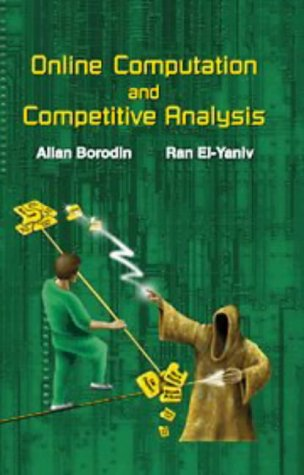 Online Computation
and
Competitive Analysis
Allan Borodin Ran El-Yaniv